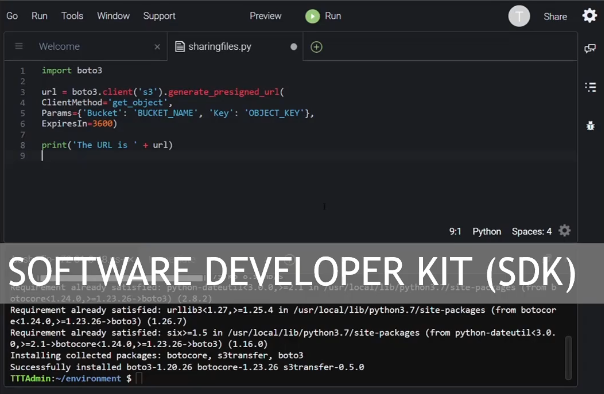 Go Run Tools Window Support Preview Run T Share
Welcome × sharingfiles.py
1 import boto3
2
3 url = boto3.client('s3').generate_presigned_url(
4 ClientMethod='get_object',
5 Params={'Bucket': 'BUCKET_NAME', 'Key': 'OBJECT_KEY'},
6 ExpiresIn=3600)
7
8 print('The URL is ' + url)
9
9:1 Python Spaces: 4
SOFTWARE DEVELOPER KIT (SDK)
Requirement already satisfied: python-dateutil<3.0.0,>=2.1 in /usr/local/lib/python3.7/site-packages (from b
otocore<1.24.0,>=1.23.26->boto3) (2.8.2)
Requirement already satisfied: urllib3<1.27,>=1.25.4 in /usr/local/lib/python3.7/site-packages (from botocor
e<1.24.0,>=1.23.26->boto3) (1.26.7)
Requirement already satisfied: six>=1.5 in /usr/local/lib/python3.7/site-packages (from python-dateutil<3.0.
0,>=2.1->botocore<1.24.0,>=1.23.26->boto3) (1.16.0)
Installing collected packages: botocore, s3transfer, boto3
Successfully installed boto3-1.20.26 botocore-1.23.26 s3transfer-0.5.0
TTTAdmin:~/environment $